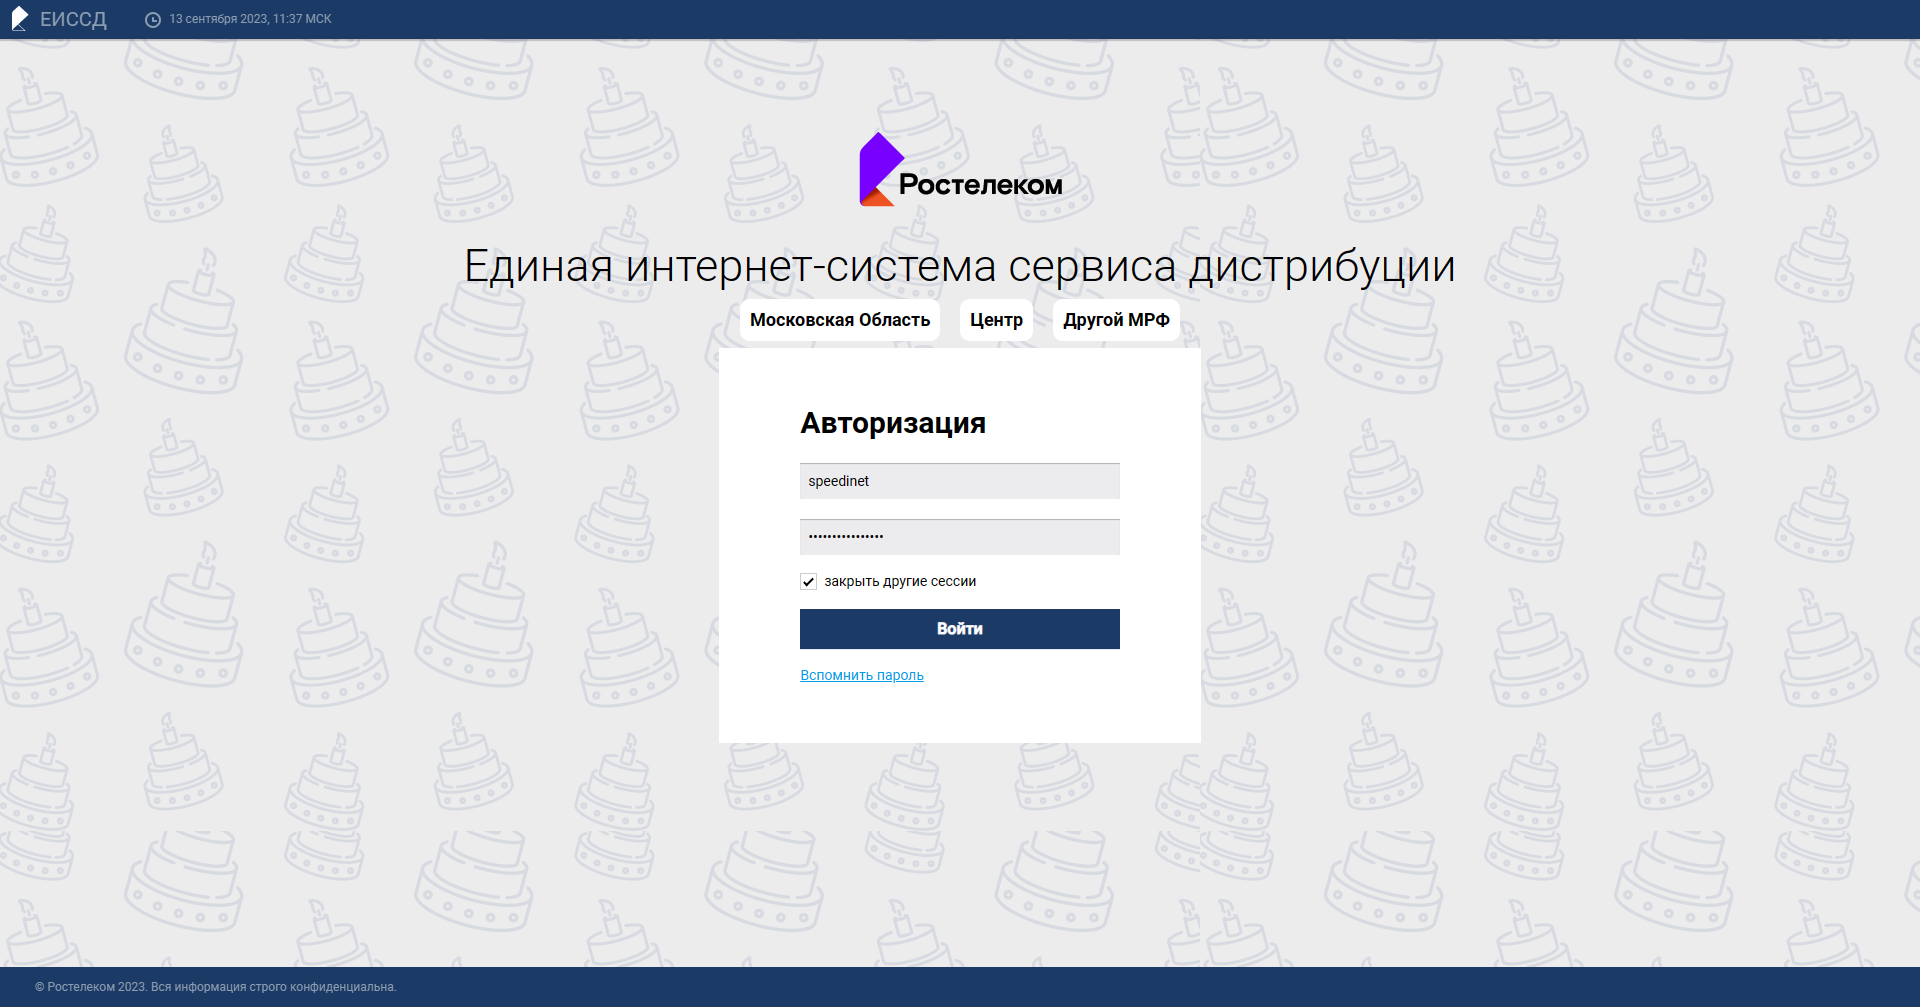 ЕИССД
13 сентября 2023, 11:37 МСК
Ростелеком
Единая интернет-система сервиса дистрибуции
Московская Область Центр Другой МРФ
Авторизация
speedinet
••••••••••••••••
закрыть другие сессии
Войти
Вспомнить пароль
© Ростелеком 2023. Вся информация строго конфиденциальна.